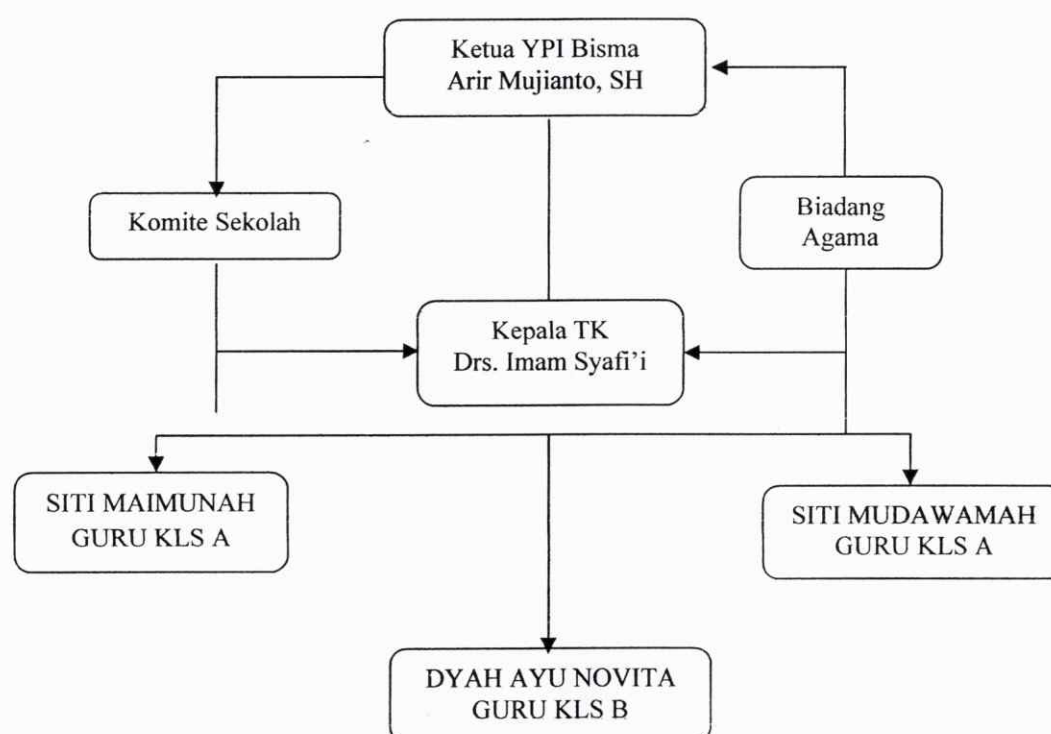 Ketua YPI Bisma
Arir Mujianto, SH
Komite Sekolah
Biadang
Agama
Kepala TK
Drs. Imam Syafi'i
SITI MAIMUNAH
GURU KLS A
SITI MUDAWAMAH
GURU KLS A
DYAH AYU NOVITA
GURU KLS B